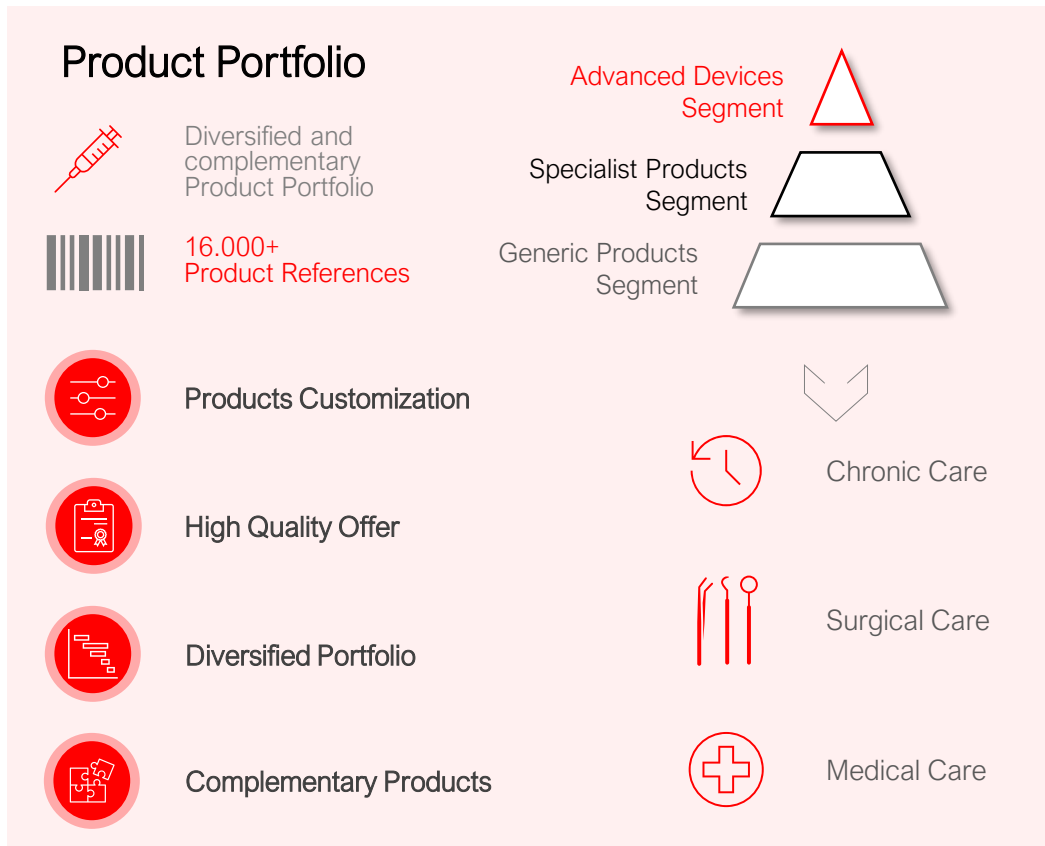 Product Portfolio
Diversified and
complementary
Product Portfolio
16.000+
Product References
Products Customization
High Quality Offer
Diversified Portfolio
Complementary Products
Advanced Devices
Segment
Specialist Products
Segment
Generic Products
Segment
Chronic Care
Surgical Care
Medical Care